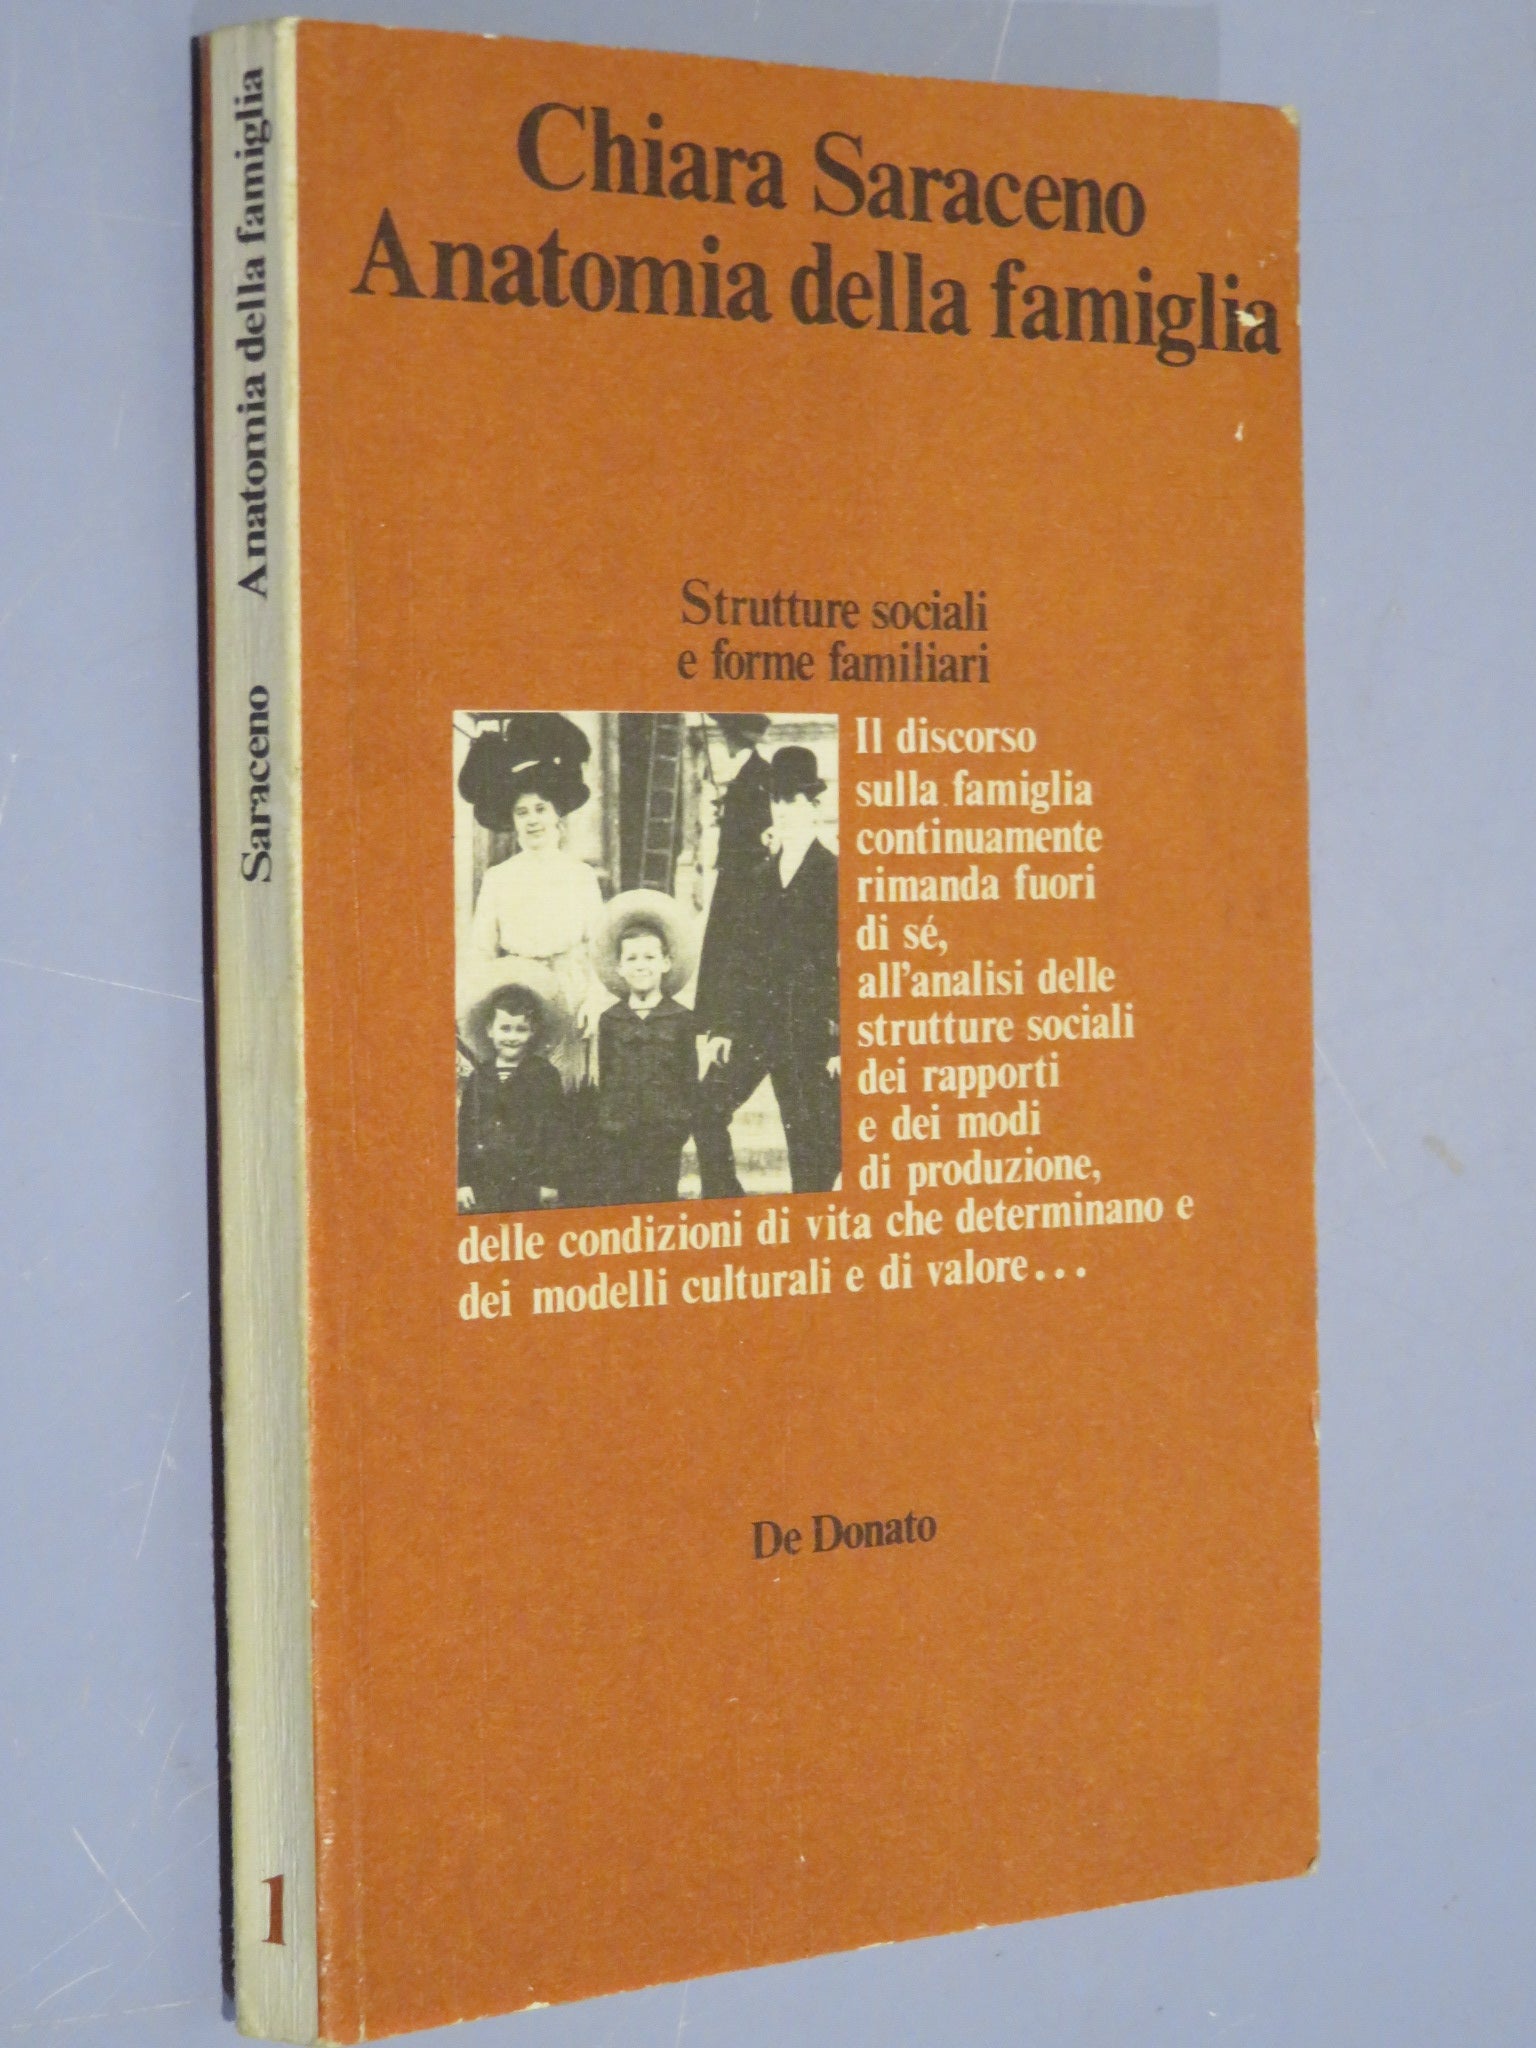 Chiara Saraceno
Anatomia della famiglia
Strutture sociali
e forme familiari
Il discorso
sulla famiglia
continuamente
rimanda fuori
di sé,
all'analisi delle
strutture sociali
dei rapporti
e dei modi
di produzione,
delle condizioni di vita che determinano e
dei modelli culturali e di valore...
De Donato
Saraceno Anatomia della famiglia
1